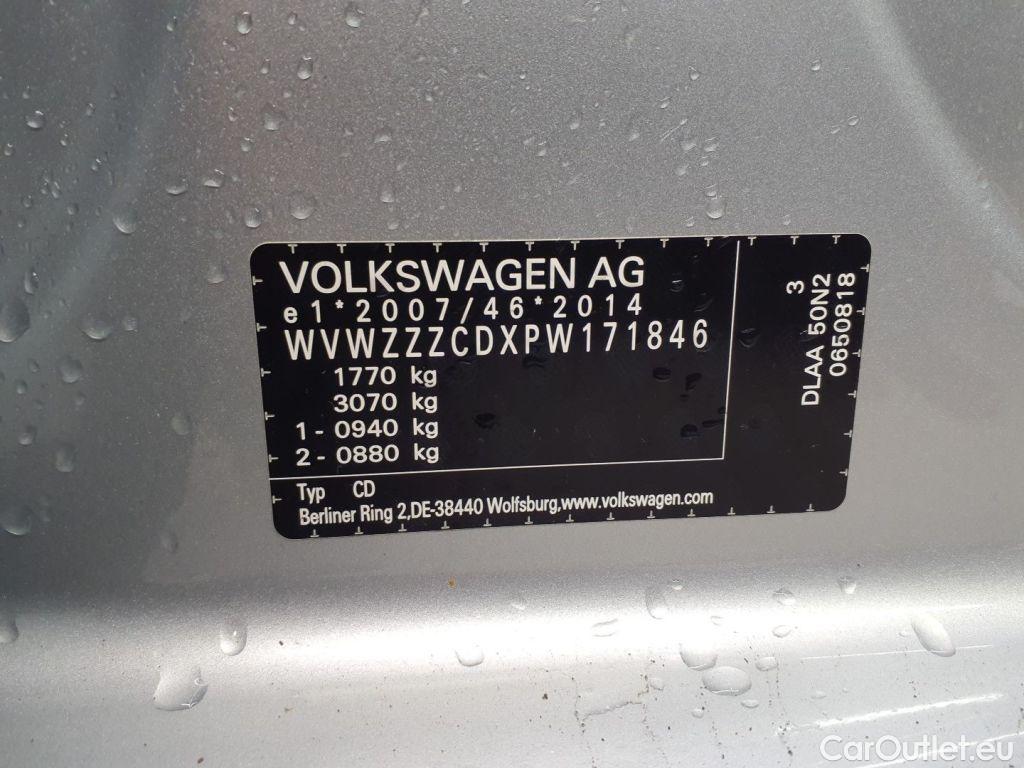 VOLKSWAGEN AG
e1*2007/46*2014
WVWZZZCDXPW171846
1770 kg
3070 kg
1- 0940 kg
2- 0880 kg
Typ CD
Berliner Ring 2,DE-38440 Wolfsburg,www.volkswagen.com
3
DLAA 50N2
0650818
CarOutlet.eu